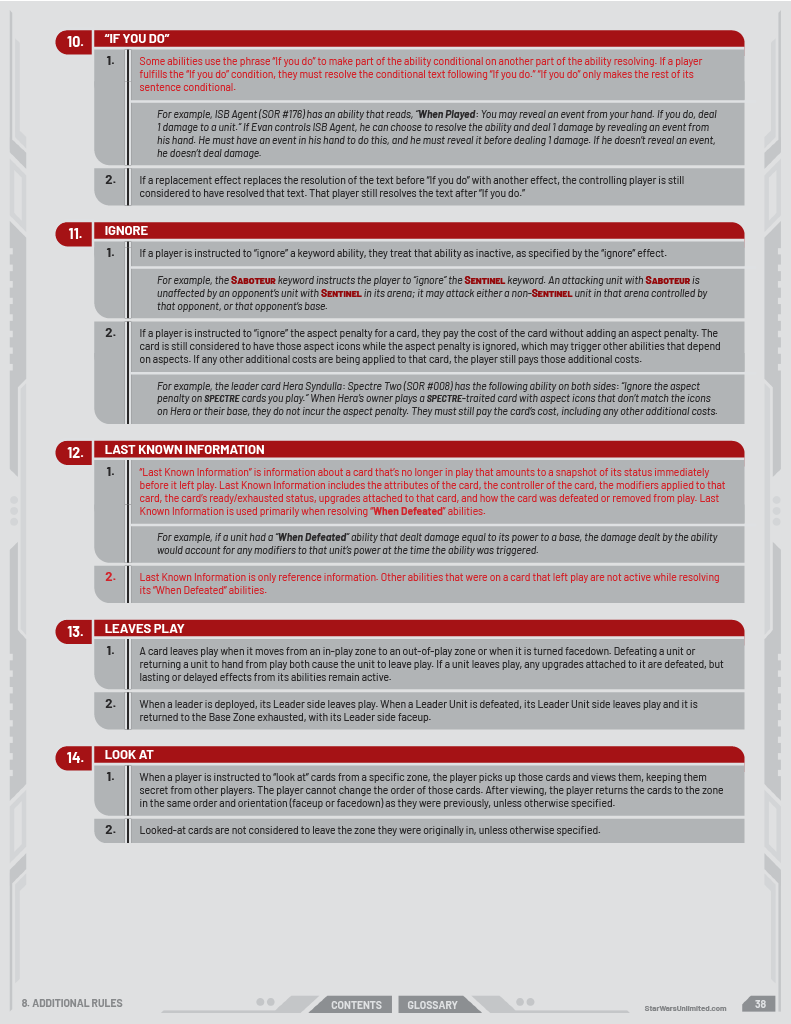 10. “IF YOU DO”
1. Some abilities use the phrase “If you do” to make part of the ability conditional on another part of the ability resolving. If a player
fulfills the “If you do” condition, they must resolve the conditional text following “If you do.” “If you do” only makes the rest of its
sentence conditional.
For example, ISB Agent (SOR #176) has an ability that reads, “When Played: You may reveal an event from your hand. If you do, deal
1 damage to a unit.” If Evan controls ISB Agent, he can choose to resolve the ability and deal 1 damage by revealing an event from
his hand. He must have an event in his hand to do this, and he must reveal it before dealing 1 damage. If he doesn’t reveal an event,
he doesn’t deal damage.
2. If a replacement effect replaces the resolution of the text before “If you do” with another effect, the controlling player is still
considered to have resolved that text. That player still resolves the text after “If you do.”
11. IGNORE
1. If a player is instructed to “ignore” a keyword ability, they treat that ability as inactive, as specified by the “ignore” effect.
For example, the SABOTEUR keyword instructs the player to “ignore” the SENTINEL keyword. An attacking unit with SABOTEUR is
unaffected by an opponent’s unit with SENTINEL in its arena; it may attack either a non-SENTINEL unit in that arena controlled by
that opponent, or that opponent’s base.
2. If a player is instructed to “ignore” the aspect penalty for a card, they pay the cost of the card without adding an aspect penalty. The
card is still considered to have those aspect icons while the aspect penalty is ignored, which may trigger other abilities that depend
on aspects. If any other additional costs are being applied to that card, the player still pays those additional costs.
For example, the leader card Hera Syndulla: Spectre Two (SOR #008) has the following ability on both sides: “Ignore the aspect
penalty on SPECTRE cards you play.” When Hera’s owner plays a SPECTRE-traited card with aspect icons that don’t match the icons
on Hera or their base, they do not incur the aspect penalty. They must still pay the card’s cost, including any other additional costs.
12. LAST KNOWN INFORMATION
1. “Last Known Information” is information about a card that’s no longer in play that amounts to a snapshot of its status immediately
before it left play. Last Known Information includes the attributes of the card, the controller of the card, the modifiers applied to that
card, the card’s ready/exhausted status, upgrades attached to that card, and how the card was defeated or removed from play. Last
Known Information is used primarily when resolving “When Defeated” abilities.
For example, if a unit had a “When Defeated” ability that dealt damage equal to its power to a base, the damage dealt by the ability
would account for any modifiers to that unit’s power at the time the ability was triggered.
2. Last Known Information is only reference information. Other abilities that were on a card that left play are not active while resolving
its “When Defeated” abilities.
13. LEAVES PLAY
1. A card leaves play when it moves from an in-play zone to an out-of-play zone or when it is turned facedown. Defeating a unit or
returning a unit to hand from play both cause the unit to leave play. If a unit leaves play, any upgrades attached to it are defeated, but
lasting or delayed effects from its abilities remain active.
2. When a leader is deployed, its Leader side leaves play. When a Leader Unit is defeated, its Leader Unit side leaves play and it is
returned to the Base Zone exhausted, with its Leader side faceup.
14. LOOK AT
1. When a player is instructed to “look at” cards from a specific zone, the player picks up those cards and views them, keeping them
secret from other players. The player cannot change the order of those cards. After viewing, the player returns the cards to the zone
in the same order and orientation (faceup or facedown) as they were previously, unless otherwise specified.
2. Looked-at cards are not considered to leave the zone they were originally in, unless otherwise specified.
8. ADDITIONAL RULES CONTENTS GLOSSARY StarWarsUnlimited.com 38